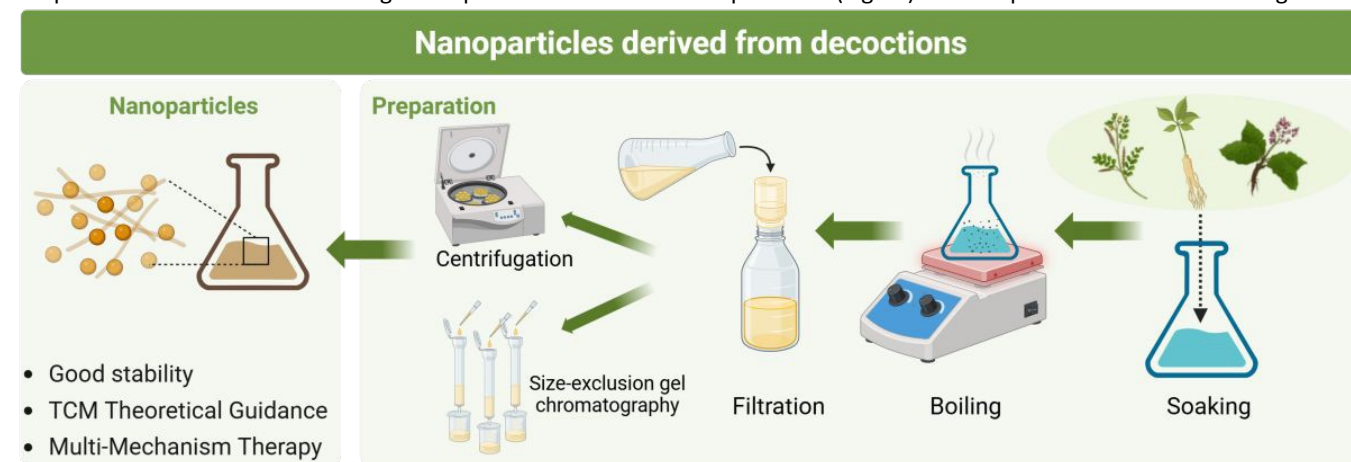 Nanoparticles derived from decoctions
Nanoparticles
Preparation
Centrifugation
Size-exclusion gel
chromatography
Filtration
Boiling
Soaking
• Good stability
• TCM Theoretical Guidance
• Multi-Mechanism Therapy